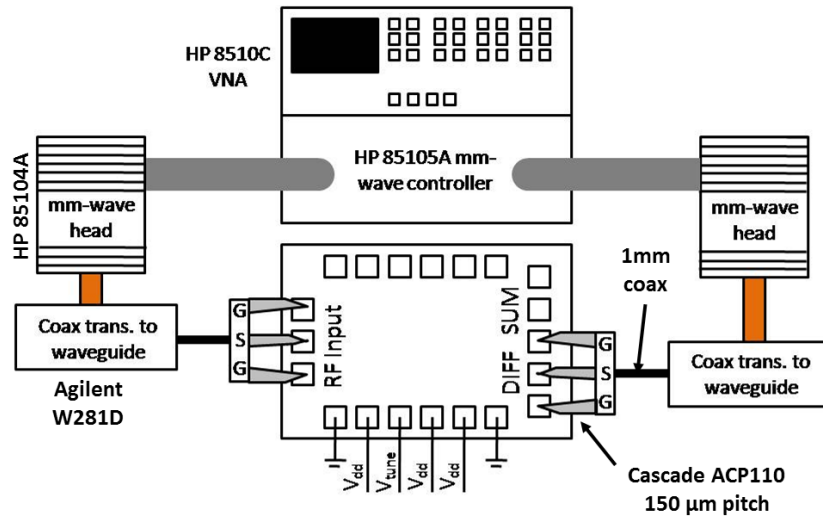 HP 8510C
VNA
HP 85105A mm-
wave controller
HP 85104A
mm-wave
head
mm-wave
head
Coax trans. to
waveguide
Agilent
W281D
G
S
G
RF Input
SUM
DIFF
G
S
G
1mm
coax
Coax trans. to
waveguide
Vdd
Vtune
Vdd
Vdd
Cascade ACP110
150 µm pitch